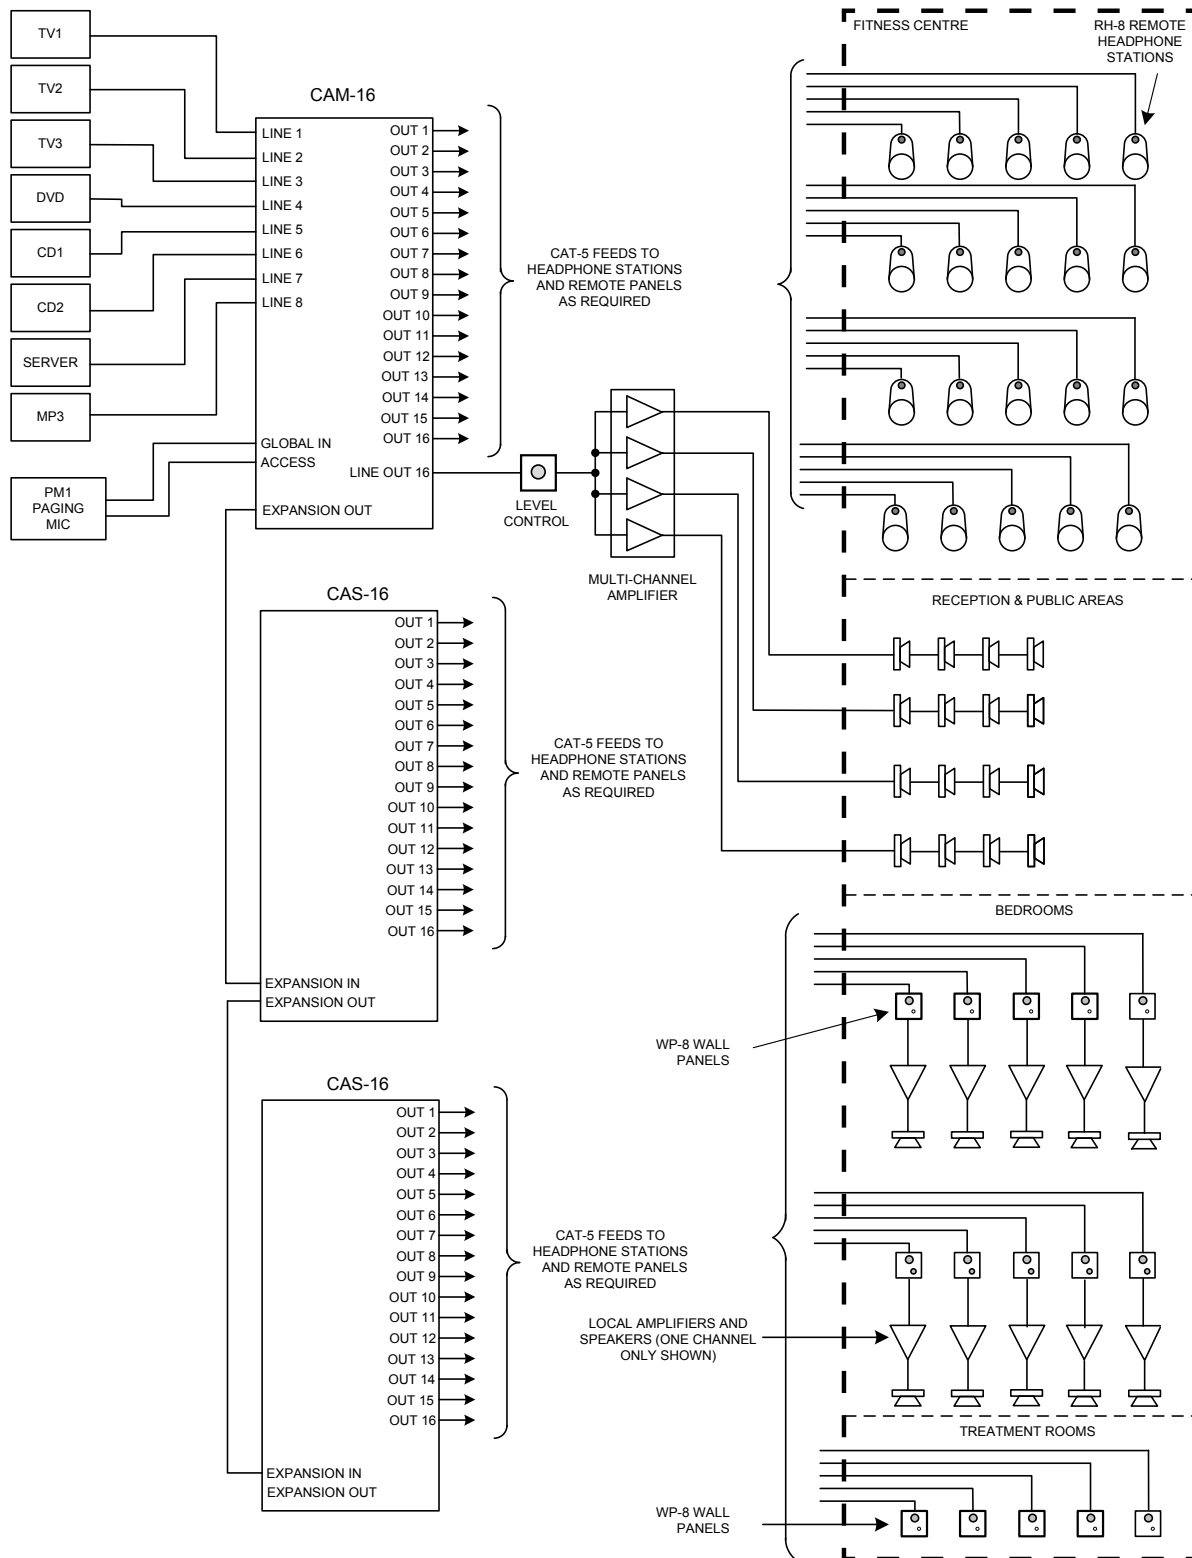 TV1
TV2
TV3
DVD
CD1
CD2
SERVER
MP3
PM1
PAGING
MIC
CAM-16
LINE 1
LINE 2
LINE 3
LINE 4
LINE 5
LINE 6
LINE 7
LINE 8
GLOBAL IN
ACCESS
EXPANSION OUT
OUT 1
OUT 2
OUT 3
OUT 4
OUT 5
OUT 6
OUT 7
OUT 8
OUT 9
OUT 10
OUT 11
OUT 12
OUT 13
OUT 14
OUT 15
OUT 16
LINE OUT 16
CAT-5 FEEDS TO
HEADPHONE STATIONS
AND REMOTE PANELS
AS REQUIRED
LEVEL
CONTROL
MULTI-CHANNEL
AMPLIFIER
CAS-16
OUT 1
OUT 2
OUT 3
OUT 4
OUT 5
OUT 6
OUT 7
OUT 8
OUT 9
OUT 10
OUT 11
OUT 12
OUT 13
OUT 14
OUT 15
OUT 16
EXPANSION IN
EXPANSION OUT
CAT-5 FEEDS TO
HEADPHONE STATIONS
AND REMOTE PANELS
AS REQUIRED
CAS-16
OUT 1
OUT 2
OUT 3
OUT 4
OUT 5
OUT 6
OUT 7
OUT 8
OUT 9
OUT 10
OUT 11
OUT 12
OUT 13
OUT 14
OUT 15
OUT 16
EXPANSION IN
EXPANSION OUT
CAT-5 FEEDS TO
HEADPHONE STATIONS
AND REMOTE PANELS
AS REQUIRED
FITNESS CENTRE
RH-8 REMOTE
HEADPHONE
STATIONS
RECEPTION & PUBLIC AREAS
BEDROOMS
WP-8 WALL
PANELS
LOCAL AMPLIFIERS AND
SPEAKERS (ONE CHANNEL
ONLY SHOWN)
TREATMENT ROOMS
WP-8 WALL
PANELS